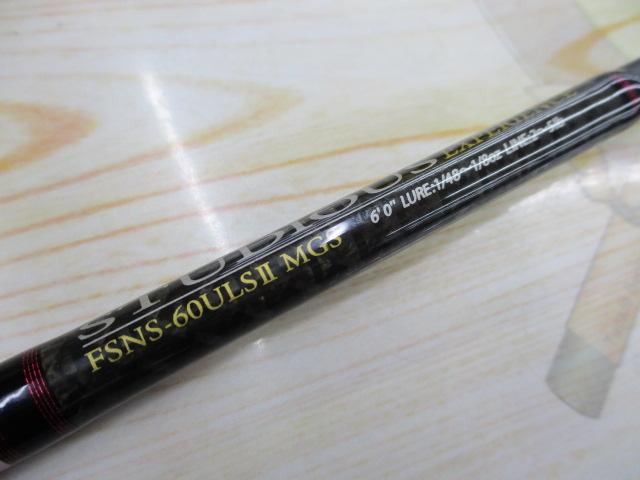 STUDIOUS
6'0" LURE:1/48~1/8oz LINE:2~5lb
FSNS-60ULSⅡ MGS